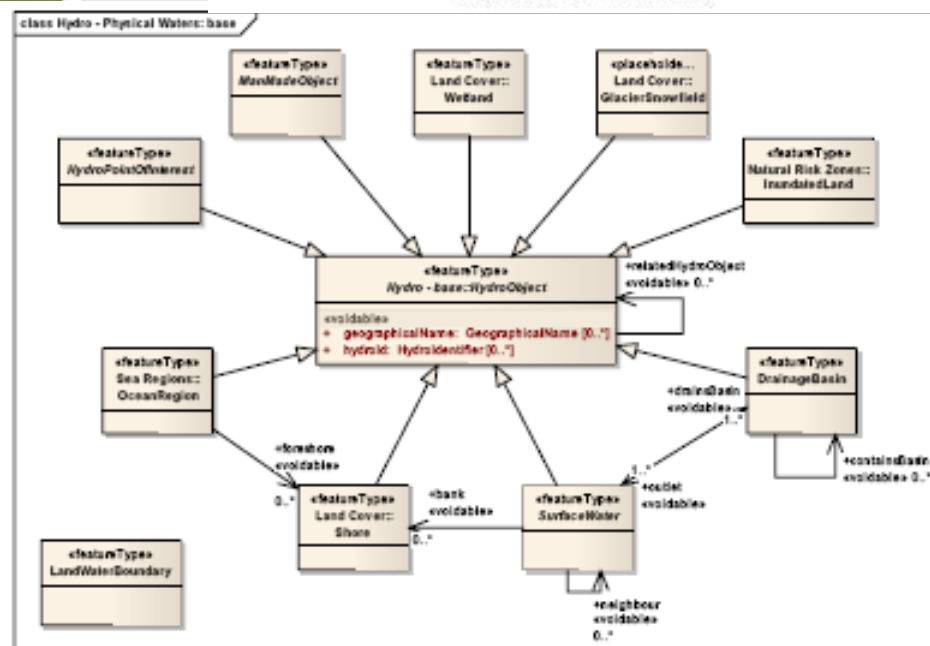 class Hydro - Physical Waters:: base
«featureType»
ManMadeObject
«featureType»
Land Cover::
Wetland
«placeholde...
Land Cover::
GlacierSnowfield
«featureType»
HydroPointOfInterest
«featureType»
Natural Risk Zones::
InundatedLand
«featureType»
Hydro - base::HydroObject
«voidable»
+ geographicalName: GeographicalName [0..*]
+ hydroId: HydroIdentifier [0..*]
+relatedHydroObject
«voidable» 0..*
«featureType»
Sea Regions::
OceanRegion
«featureType»
DrainageBasin
+drainsBasin
«voidable»
1..*
+containsBasin
«voidable» 0..*
+foreshore
«voidable»
0..*
1..*
+outlet
«voidable»
«featureType»
Land Cover::
Shore
+bank
«voidable»
0..*
«featureType»
SurfaceWater
+neighbour
«voidable»
0..*
«featureType»
LandWaterBoundary